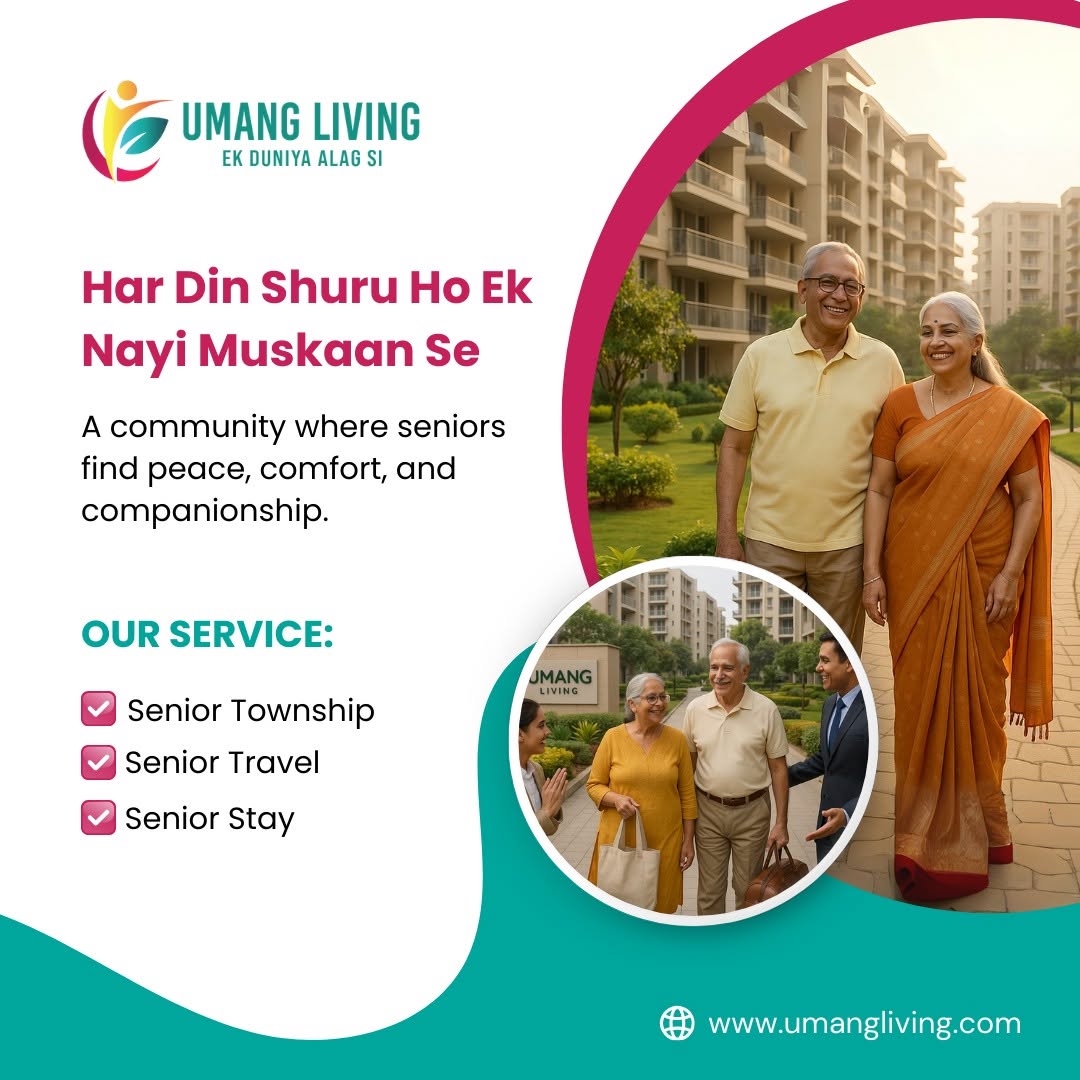 UMANG LIVING
EK DUNIYA ALAG SI
Har Din Shuru Ho Ek
Nayi Muskaan Se
A community where seniors
find peace, comfort, and
companionship.
OUR SERVICE:
Senior Township
Senior Travel
Senior Stay
UMANG
LIVING
www.umangliving.com